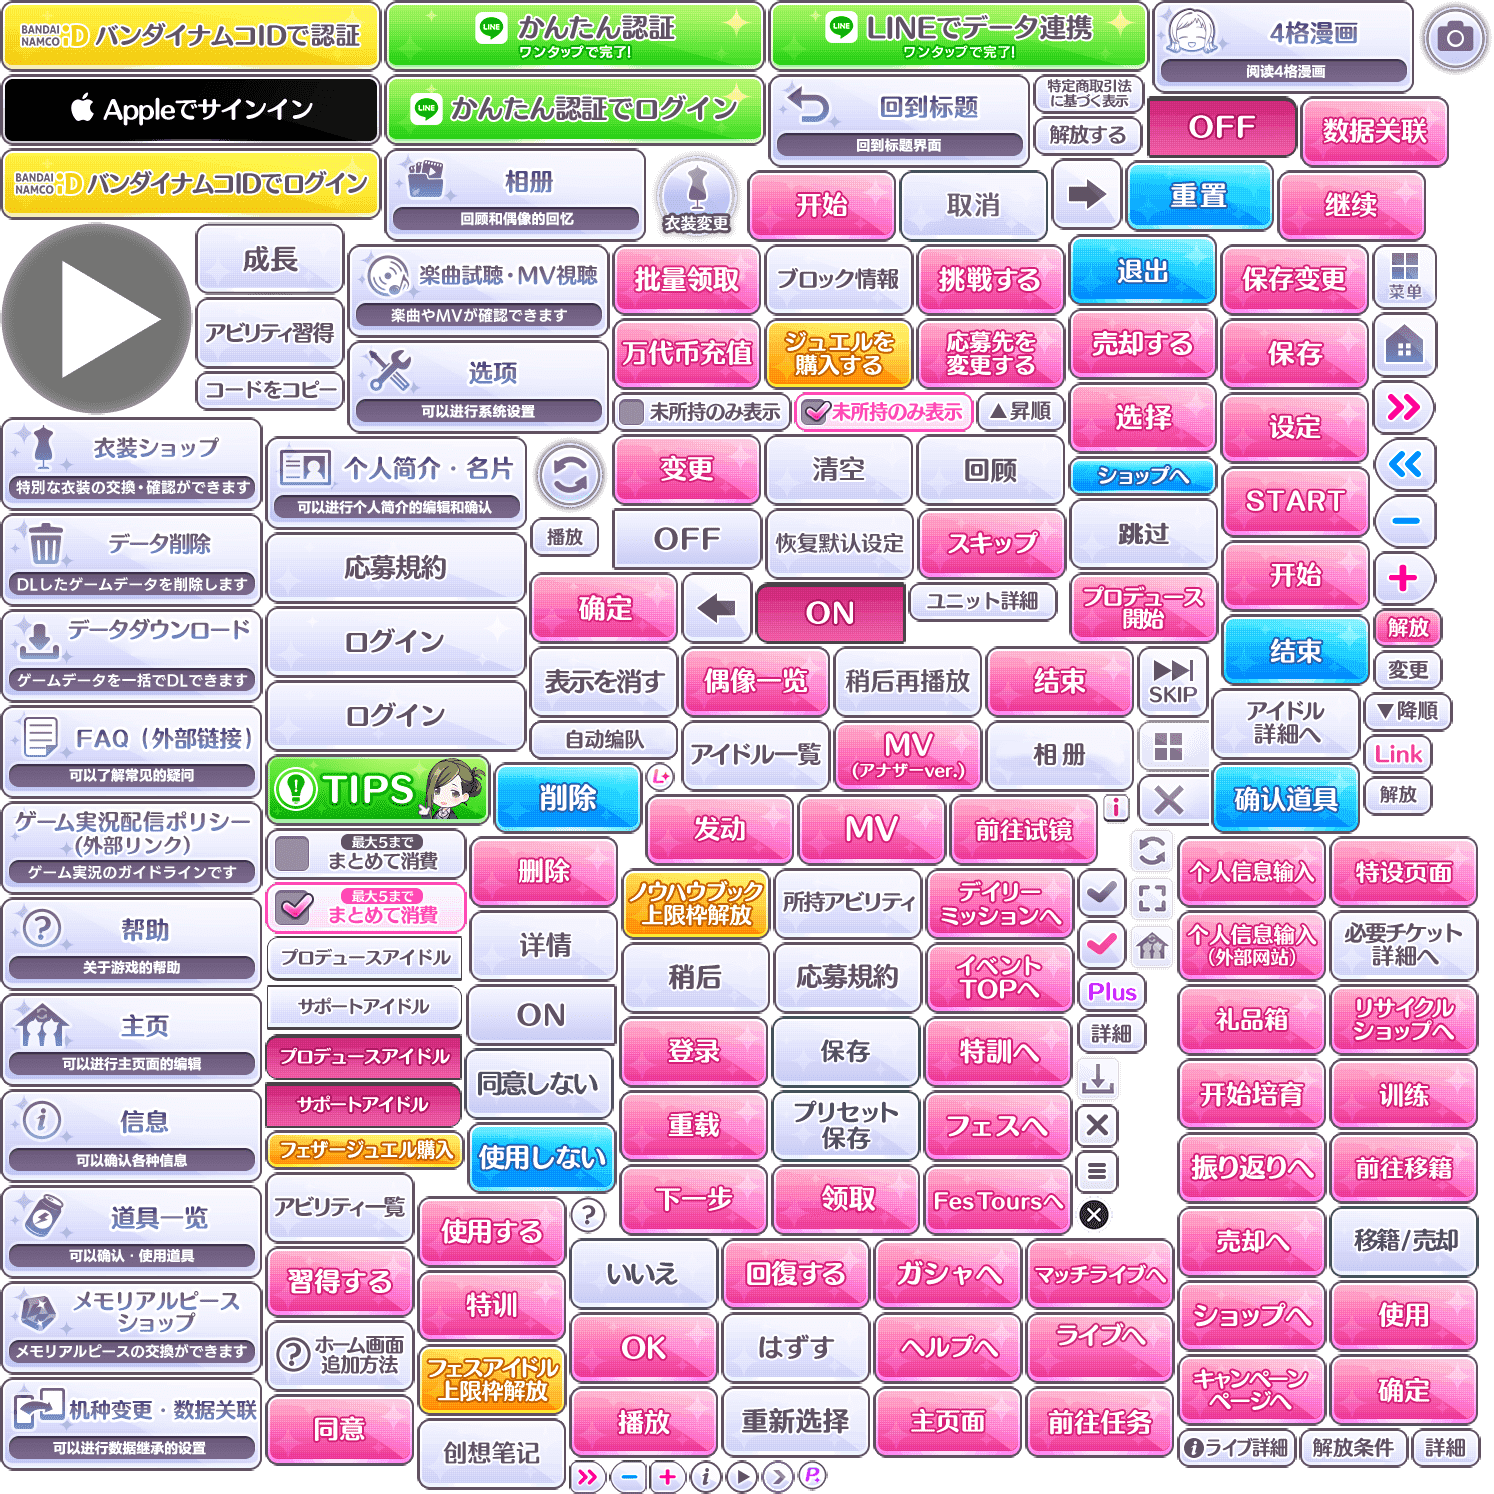 BANDAI NAMCO iD バンダイナムコIDで認証
LINE かんたん認証
ワンタップで完了!
LINE LINEでデータ連携
ワンタップで完了!
4格漫画
阅读4格漫画
Appleでサインイン
LINE かんたん認証でログイン
回到标题
回到标题界面
特定商取引法
に基づく表示
解放する
OFF
数据关联
BANDAI NAMCO iD バンダイナムコIDでログイン
相册
回顾和偶像的回忆
衣装変更
开始
取消
重置
继续
成長
アビリティ習得
コードをコピー
楽曲試聴・MV視聴
楽曲やMVが確認できます
选项
可以进行系统设置
批量领取
ブロック情報
挑戦する
退出
保存变更
菜单
万代币充值
ジュエルを
購入する
応募先を
変更する
売却する
保存
未所持のみ表示
未所持のみ表示
▲昇順
选择
设定
衣装ショップ
特別な衣装の交換・確認ができます
个人简介・名片
可以进行个人简介的编辑和确认
播放
变更
清空
回顾
ショップへ
START
OFF
恢复默认设定
スキップ
跳过
データ削除
DLしたゲームデータを削除します
応募規約
确定
ON
ユニット詳細
プロデュース
開始
开始
解放
データダウンロード
ゲームデータを一括でDLできます
ログイン
表示を消す
偶像一览
稍后再播放
结束
SKIP
结束
変更
ログイン
自动编队
アイドル一覧
MV
(アナザーver.)
相册
アイドル
詳細へ
▼降順
Link
FAQ（外部链接）
可以了解常见的疑问
TIPS
削除
发动
MV
前往试镜
确认道具
解放
ゲーム実況配信ポリシー
(外部リンク)
ゲーム実況のガイドラインです
最大5まで
まとめて消費
最大5まで
まとめて消費
删除
ノウハウブック
上限枠解放
所持アビリティ
デイリー
ミッションへ
个人信息输入
特设页面
帮助
关于游戏的帮助
プロデュースアイドル
详情
稍后
応募規約
イベント
TOPへ
Plus
个人信息输入
(外部网站)
必要チケット
詳細へ
主页
可以进行主页面的编辑
サポートアイドル
ON
登录
保存
特訓へ
詳細
礼品箱
リサイクル
ショップへ
プロデュースアイドル
サポートアイドル
同意しない
重载
プリセット
保存
フェスへ
开始培育
训练
信息
可以确认各种信息
フェザージュエル購入
使用しない
下一步
领取
FesToursへ
振り返りへ
前往移籍
道具一览
可以确认・使用道具
アビリティ一覧
使用する
いいえ
回復する
ガシャへ
マッチライブへ
売却へ
移籍/売却
メモリアルピース
ショップ
メモリアルピースの交換ができます
習得する
特训
OK
はずす
ヘルプへ
ライブへ
ショップへ
使用
ホーム画面
追加方法
フェスアイドル
上限枠解放
キャンペーン
ページへ
确定
机种变更・数据关联
可以进行数据继承的设置
同意
创想笔记
播放
重新选择
主页面
前往任务
ライブ詳細
解放条件
詳細